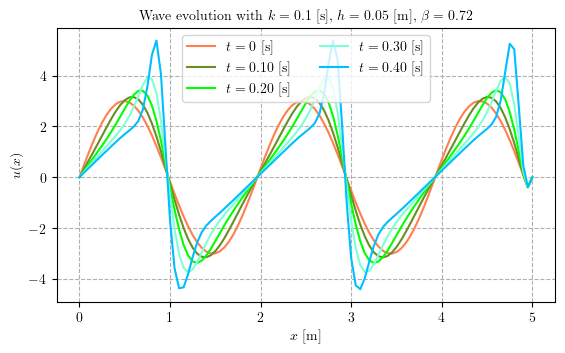 Wave evolution with k = 0.1 [s], h = 0.05 [m], β = 0.72
t = 0 [s]
t = 0.10 [s]
t = 0.20 [s]
t = 0.30 [s]
t = 0.40 [s]
u(x)
4
2
0
−2
−4
0 1 2 3 4 5
x [m]